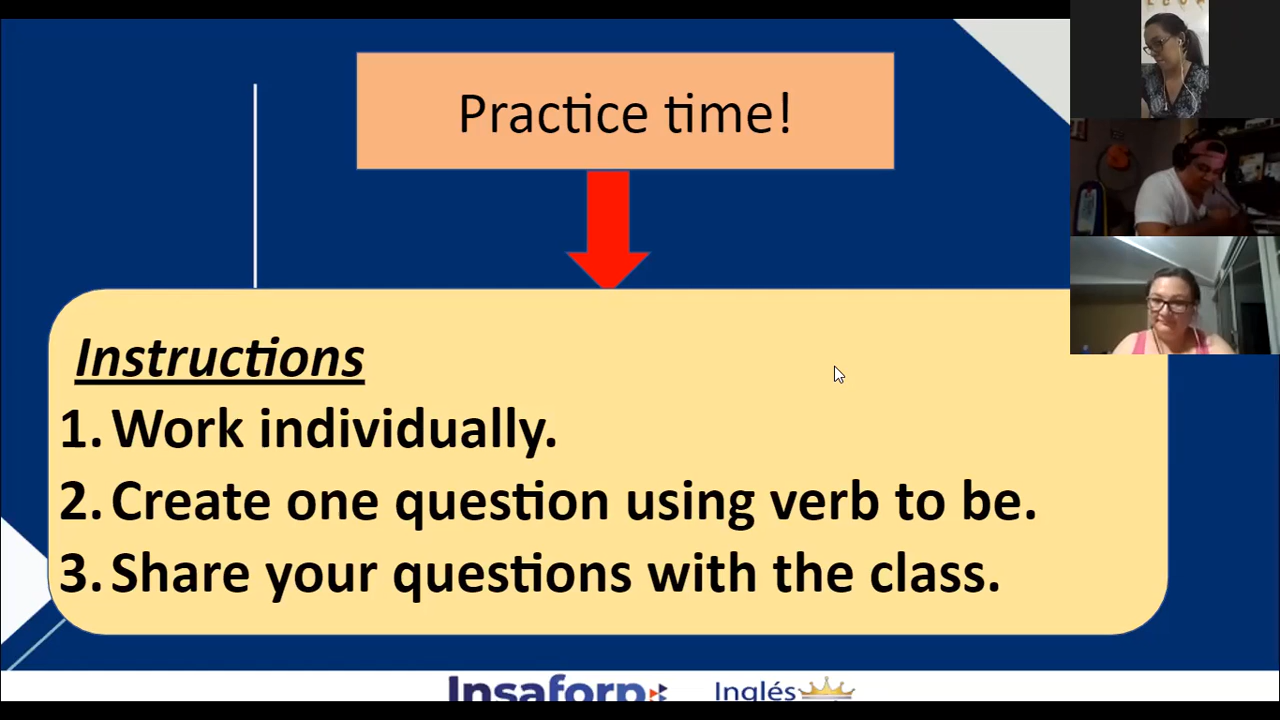 Practice time!
Instructions
1. Work individually.
2. Create one question using verb to be.
3. Share your questions with the class.
Insaforp
Inglés